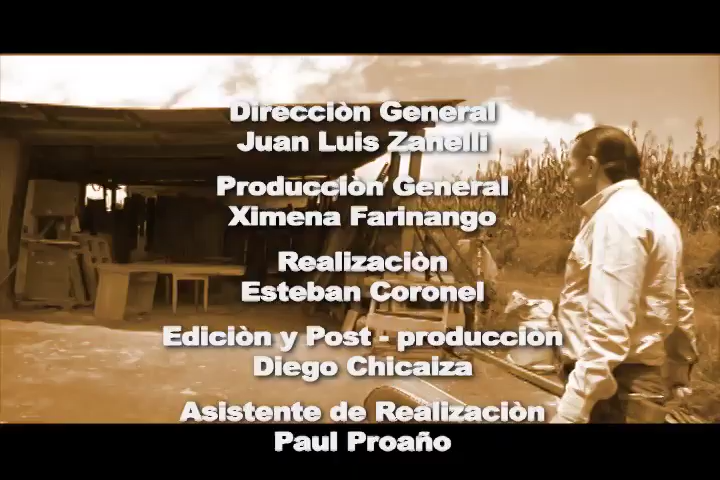 Direcciòn General
Juan Luis Zanelli
Producciòn General
Ximena Farinango
Realizaciòn
Esteban Coronel
Ediciòn y Post - producciòn
Diego Chicaiza
Asistente de Realizaciòn
Paul Proaño